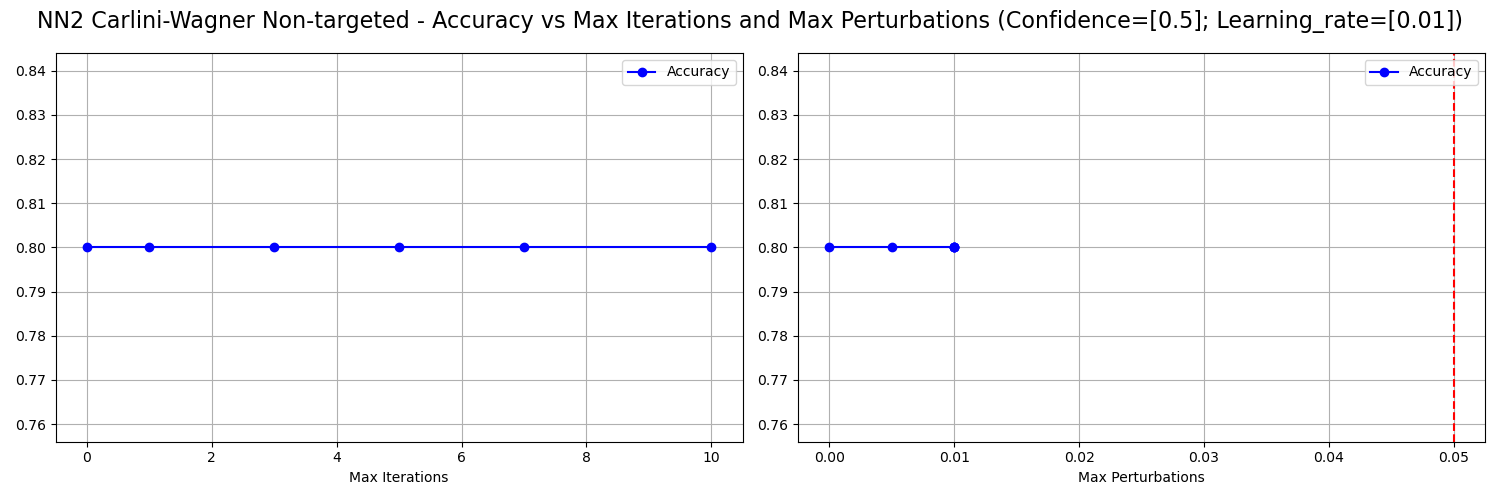 NN2 Carlini-Wagner Non-targeted - Accuracy vs Max Iterations and Max Perturbations (Confidence=[0.5]; Learning_rate=[0.01])
Accuracy
0.84
0.83
0.82
0.81
0.80
0.79
0.78
0.77
0.76
0 2 4 6 8 10
Max Iterations
Accuracy
0.84
0.83
0.82
0.81
0.80
0.79
0.78
0.77
0.76
0.00 0.01 0.02 0.03 0.04 0.05
Max Perturbations